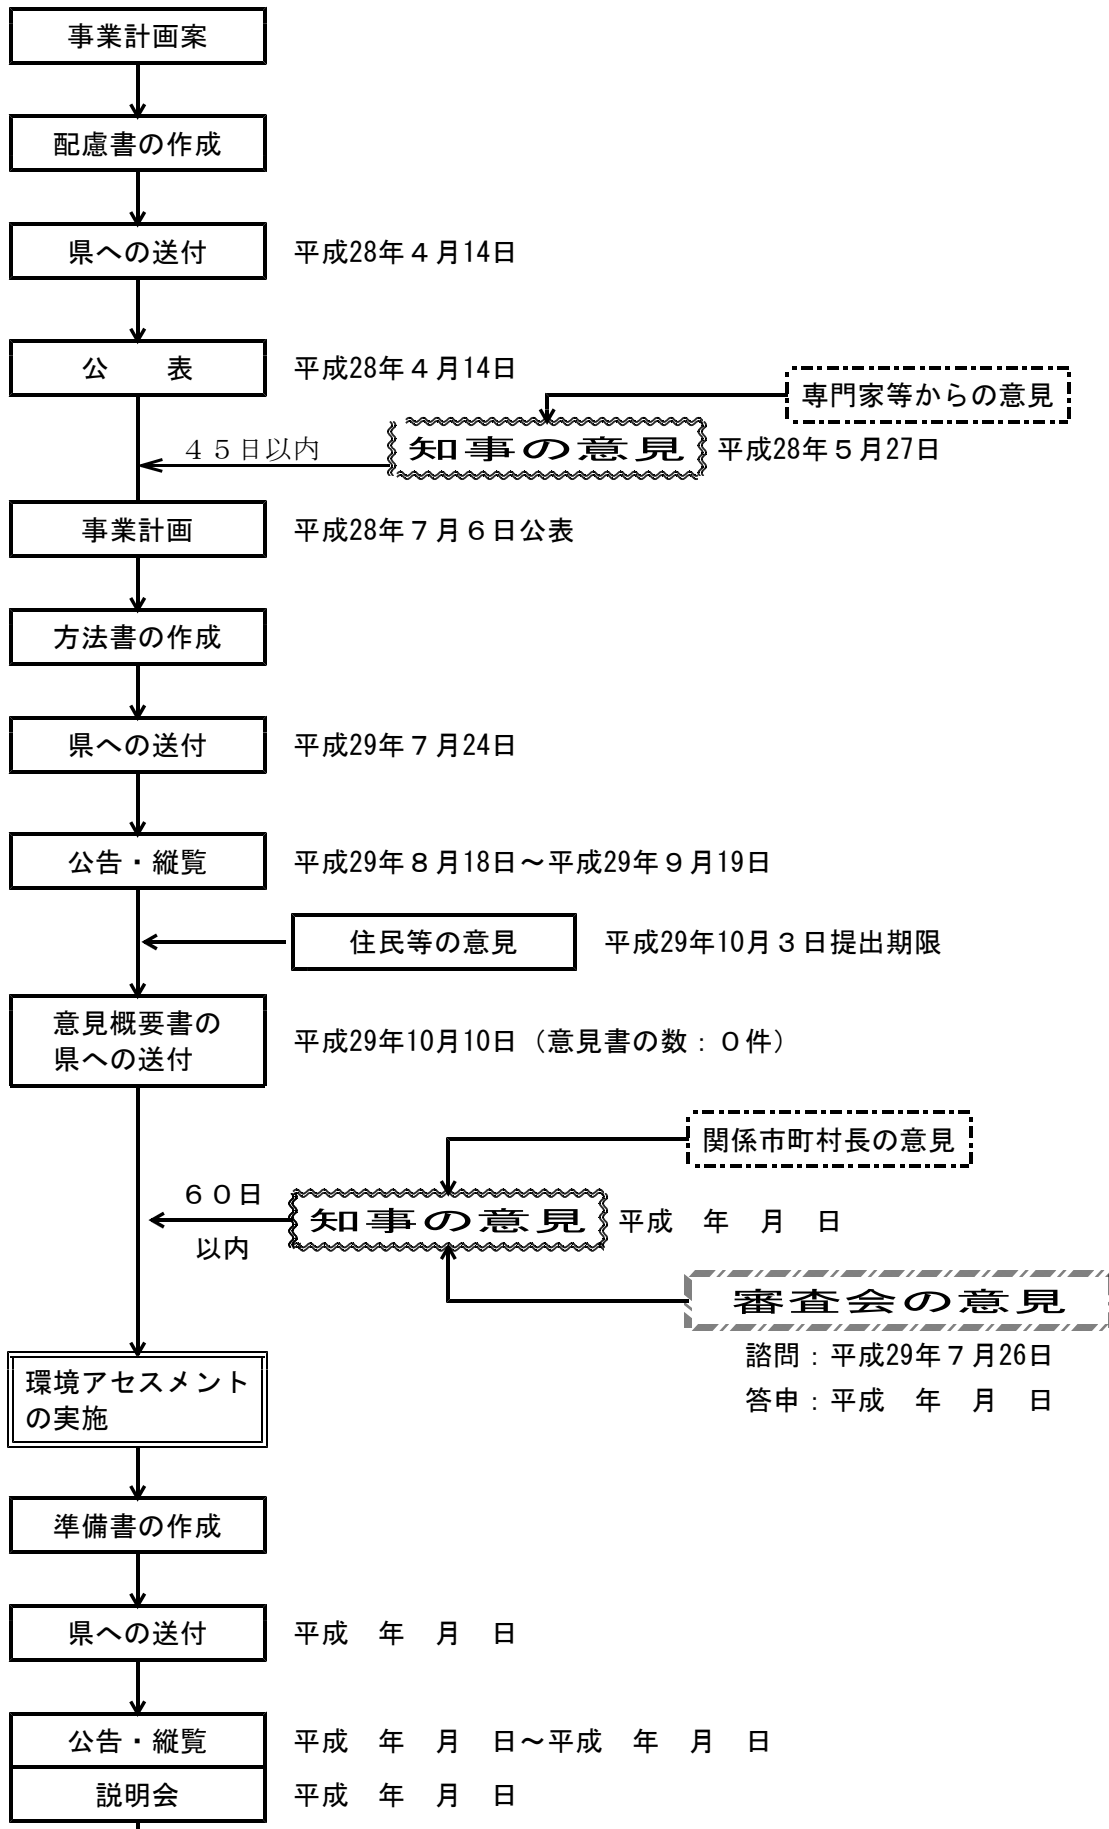 事業計画案
配慮書の作成
県への送付　平成28年４月14日
公　　表　平成28年４月14日
専門家等からの意見
４５日以内　知事の意見　平成28年５月27日
事業計画　平成28年７月６日公表
方法書の作成
県への送付　平成29年７月24日
公告・縦覧　平成29年８月18日～平成29年９月19日
住民等の意見　平成29年10月３日提出期限
意見概要書の
県への送付　平成29年10月10日（意見書の数：０件）
関係市町村長の意見
６０日
以内
知事の意見　平成　年　月　日
審査会の意見
諮問：平成29年７月26日
答申：平成　年　月　日
環境アセスメント
の実施
準備書の作成
県への送付　平成　年　月　日
公告・縦覧　平成　年　月　日～平成　年　月　日
説明会　平成　年　月　日